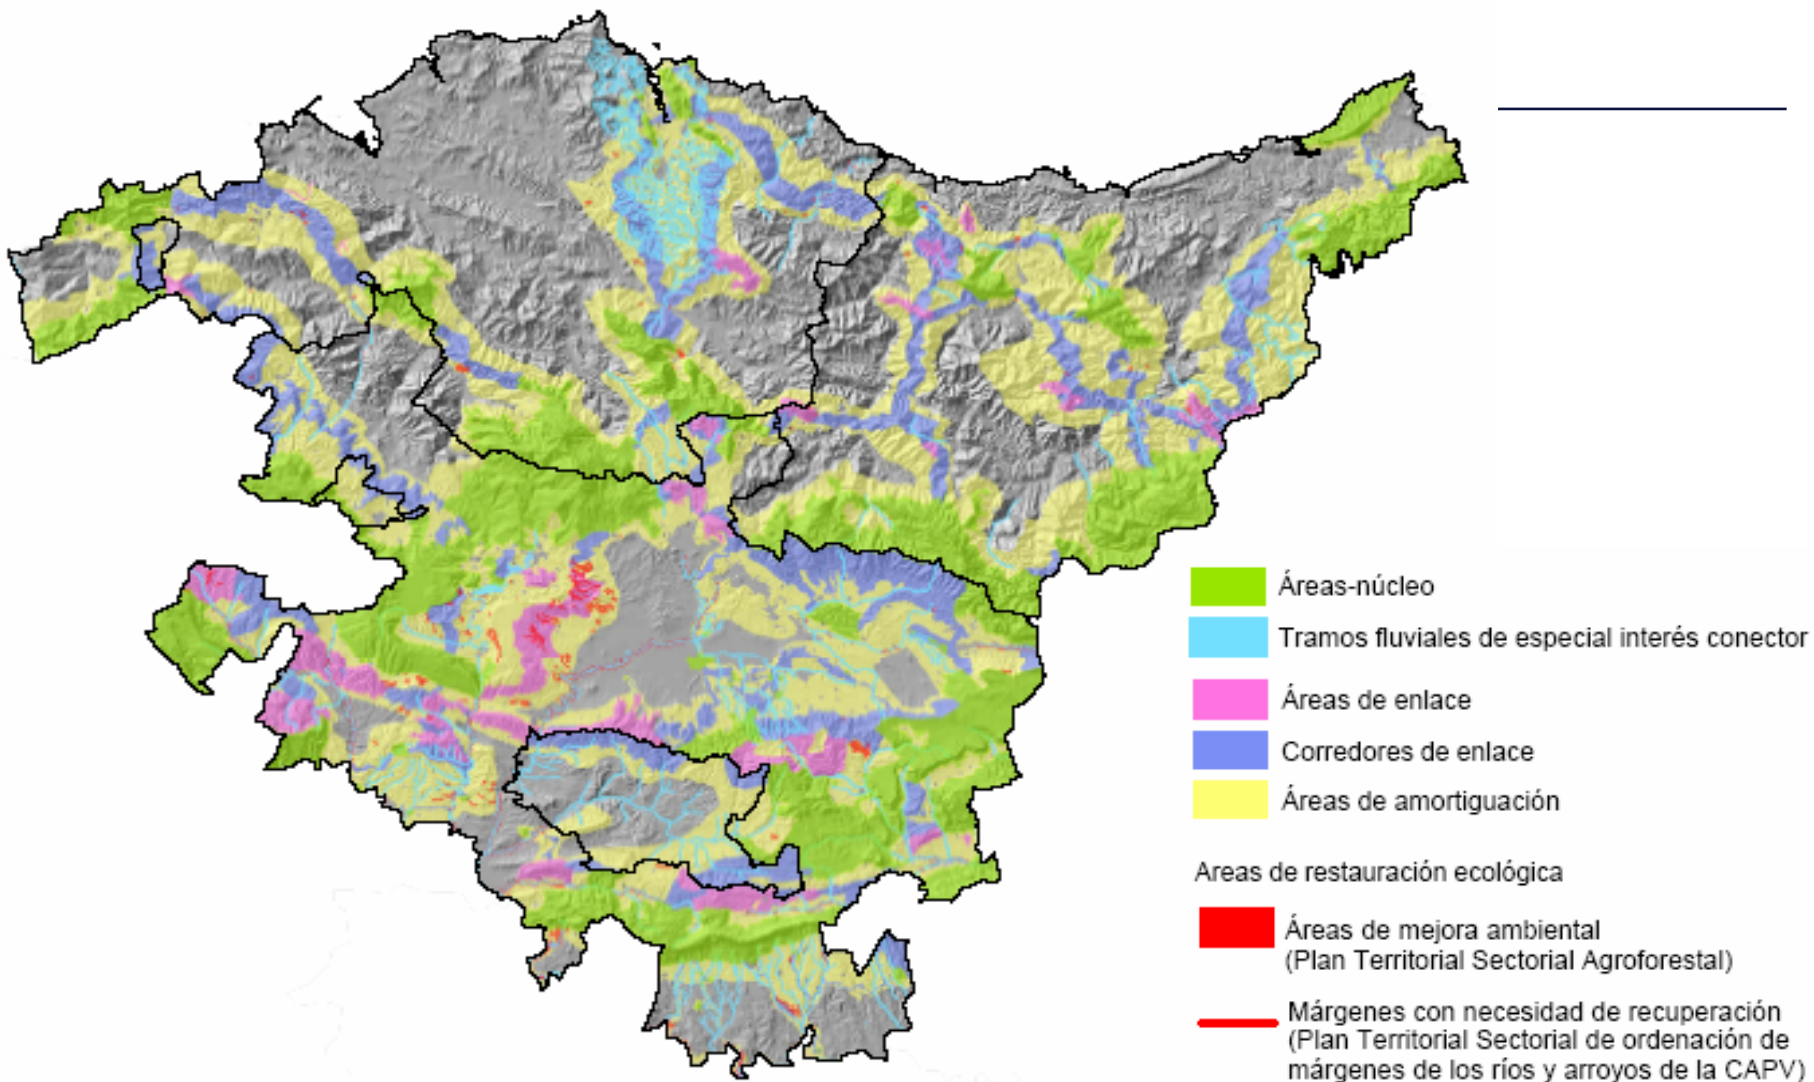 Áreas-núcleo
Tramos fluviales de especial interés conector
Áreas de enlace
Corredores de enlace
Áreas de amortiguación
Areas de restauración ecológica
Áreas de mejora ambiental
(Plan Territorial Sectorial Agroforestal)
Márgenes con necesidad de recuperación
(Plan Territorial Sectorial de ordenación de
márgenes de los ríos y arroyos de la CAPV)